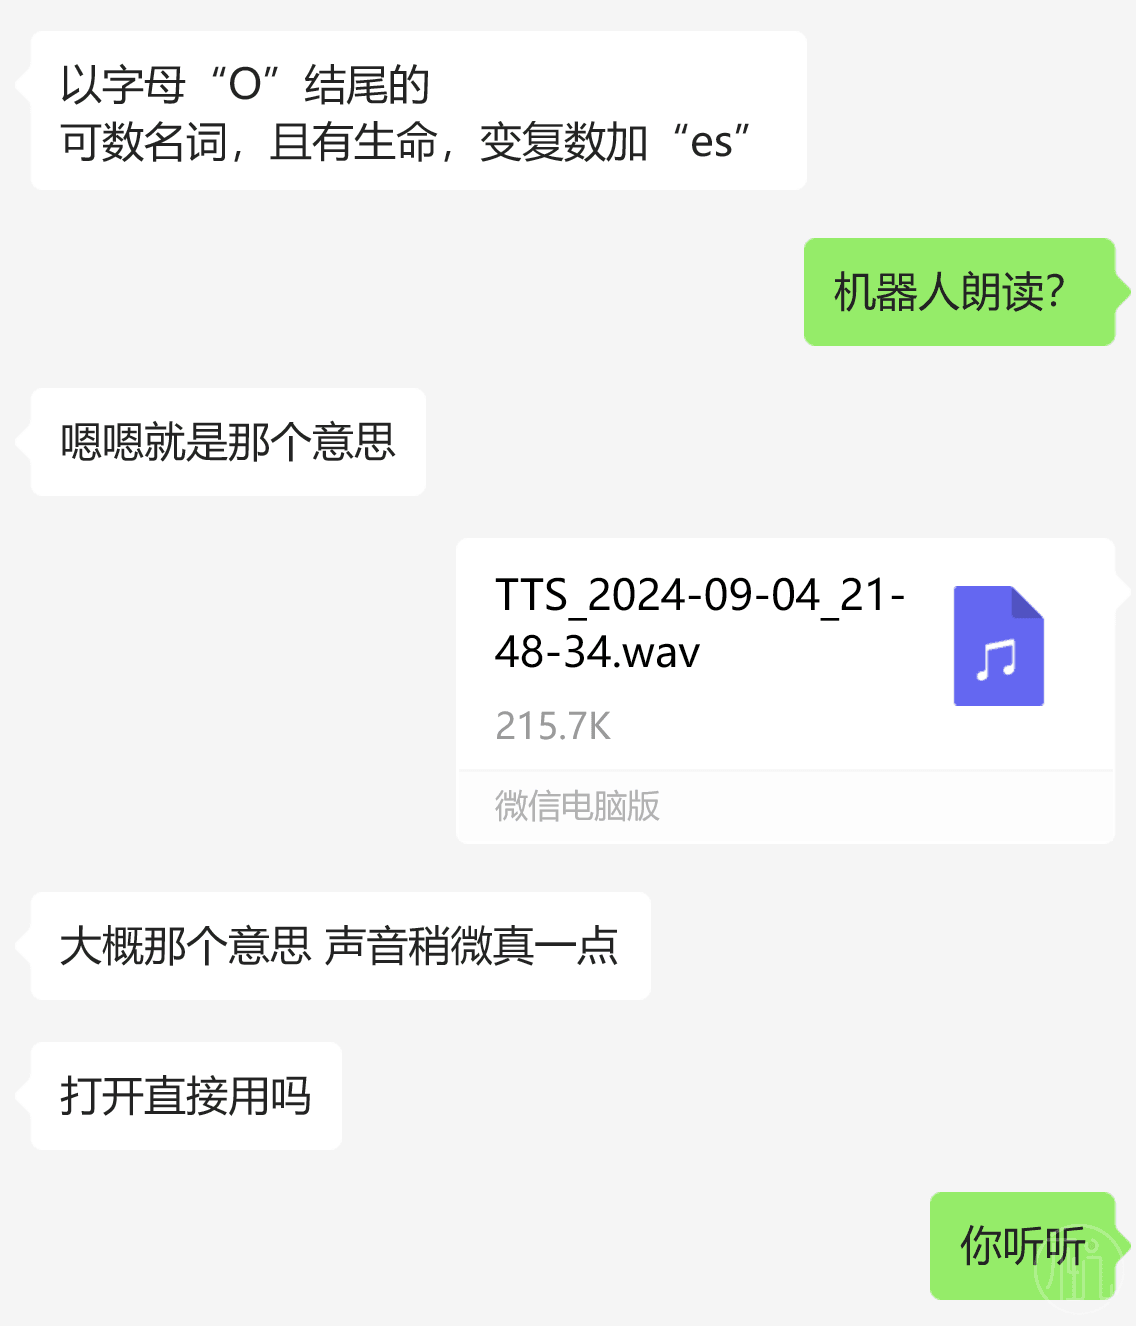 以字母“O”结尾的
可数名词，且有生命，变复数加“es”
机器人朗读？
嗯嗯就是那个意思
TTS_2024-09-04_21-
48-34.wav
215.7K
微信电脑版
大概那个意思 声音稍微真一点
打开直接用吗
你听听